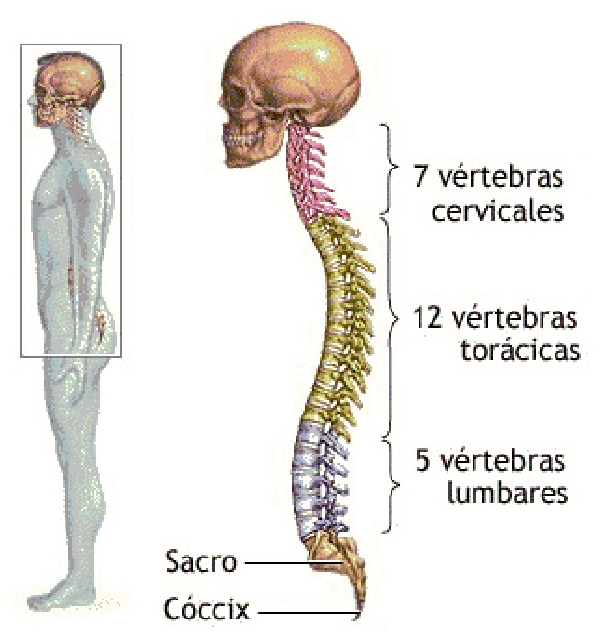 7 vértebras
cervicales
12 vértebras
torácicas
5 vértebras
lumbares
Sacro
Cóccix